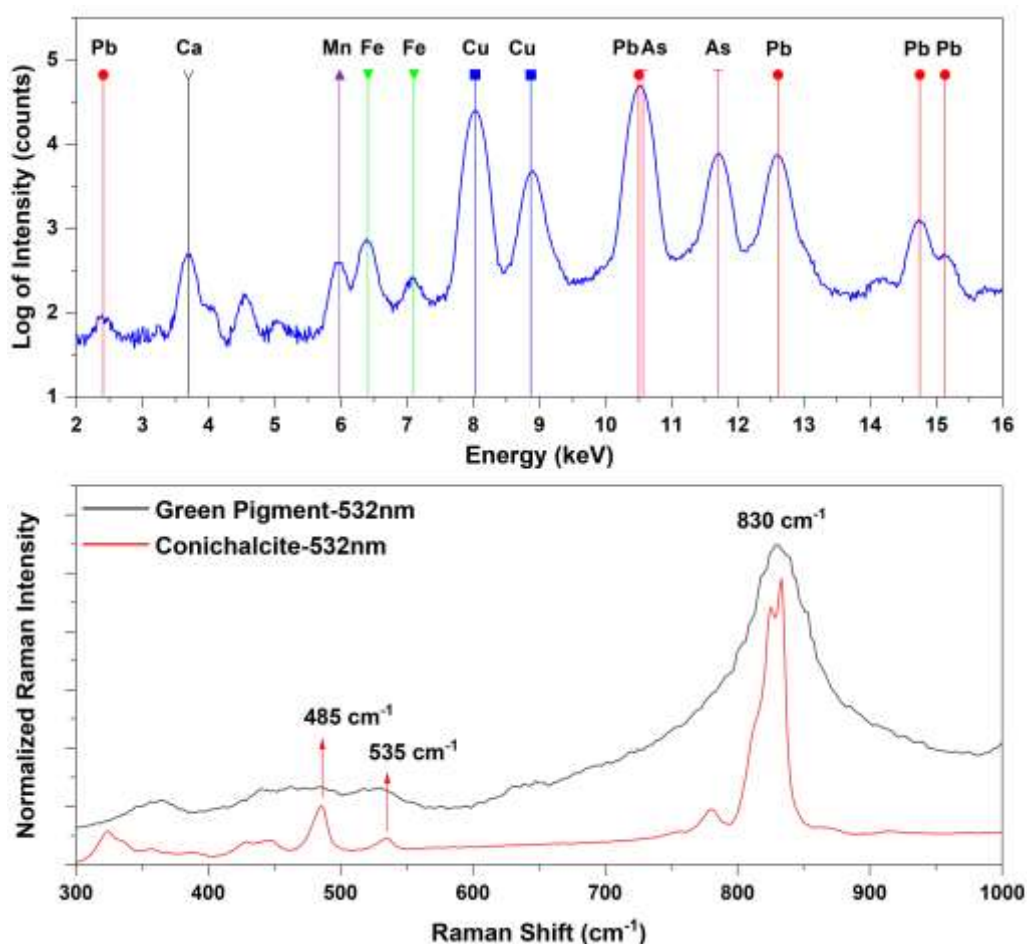 Pb Ca Mn Fe Fe Cu Cu Pb As As Pb Pb Pb
Log of Intensity (counts)
5
4
3
2
1
2 3 4 5 6 7 8 9 10 11 12 13 14 15 16
Energy (keV)
Normalized Raman Intensity
Green Pigment-532nm
Conichalcite-532nm
830 cm⁻¹
485 cm⁻¹
535 cm⁻¹
300 400 500 600 700 800 900 1000
Raman Shift (cm⁻¹)